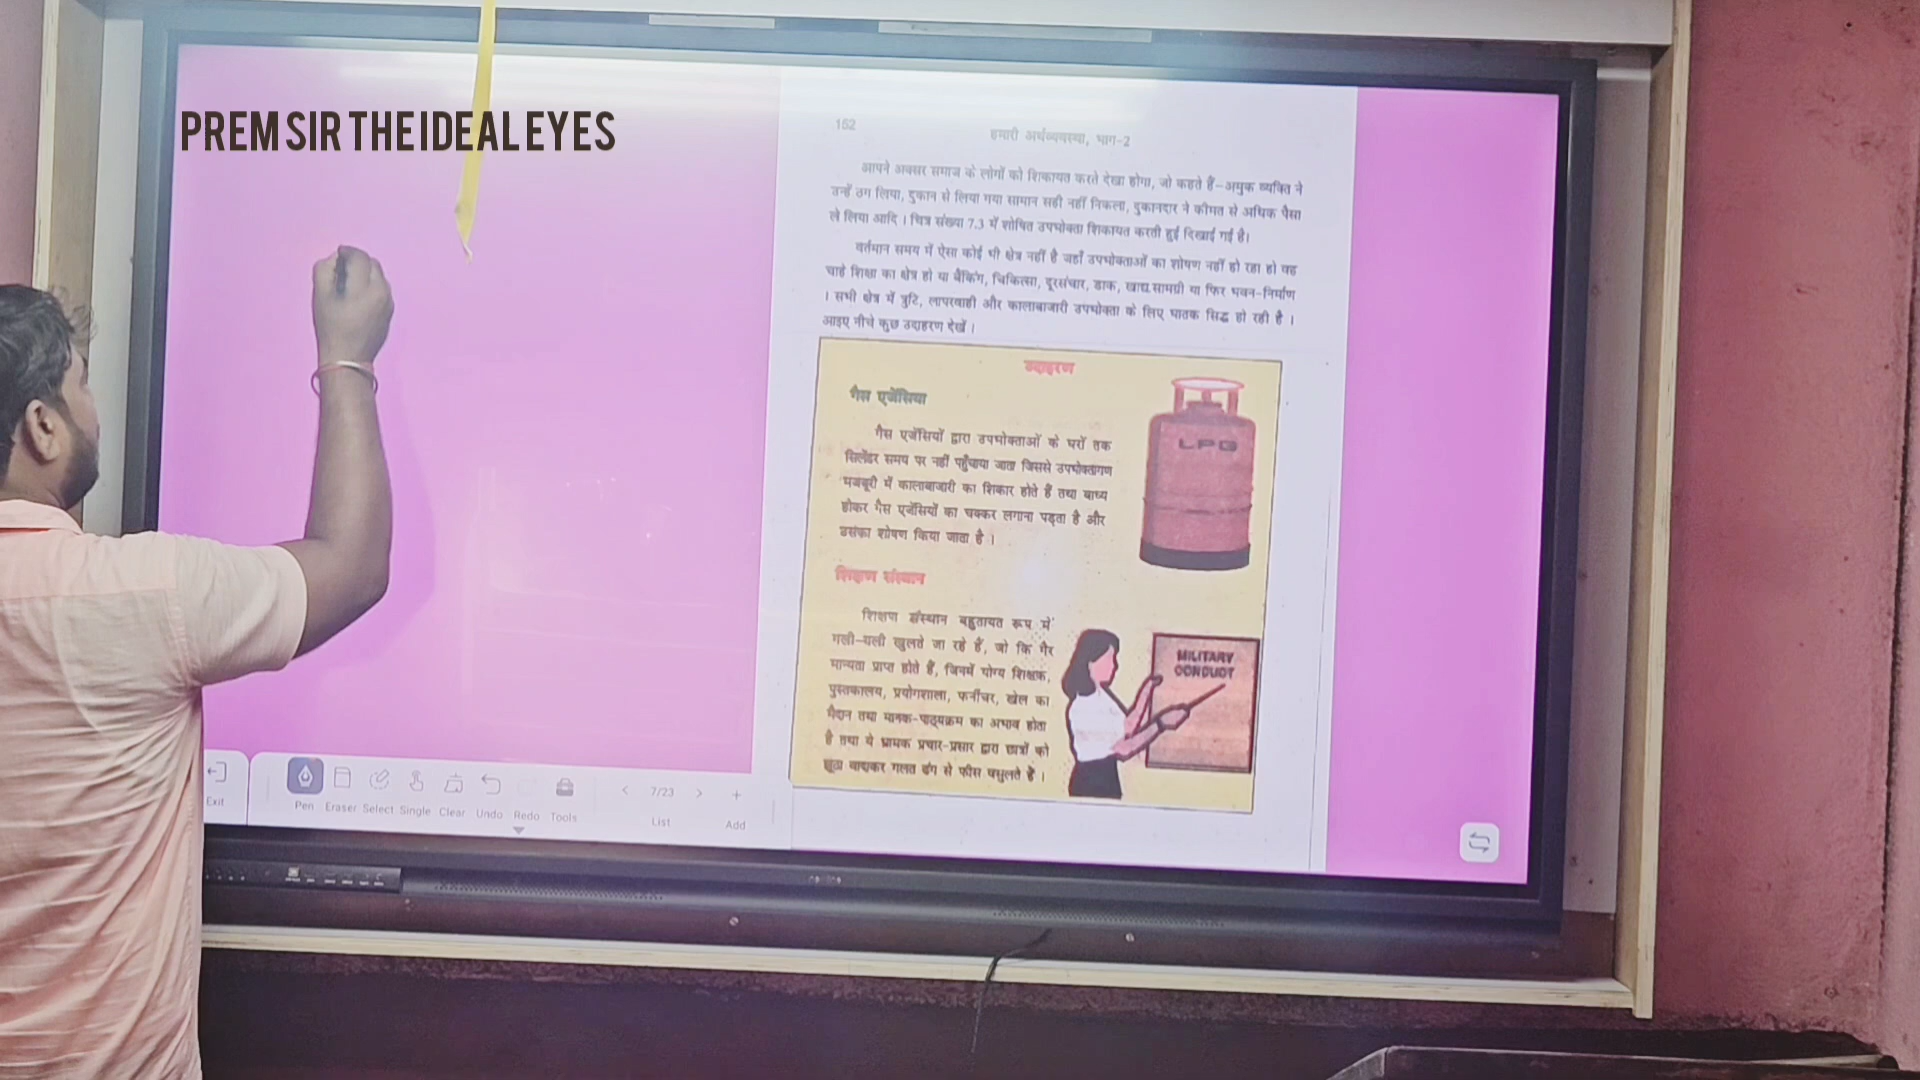 PREM SIR THE IDEAL EYES
152
हमारी अर्थव्यवस्था, भाग-2
आपने अक्सर समाज के लोगों को शिकायत करते देखा होगा, जो कहते हैं-अमुक व्यक्ति ने
उन्हें ठग लिया, दुकान से लिया गया सामान सही नहीं निकला, दुकानदार ने कीमत से अधिक पैसा
ले लिया आदि । चित्र संख्या 7.3 में शोषित उपभोक्ता शिकायत करती हुई दिखाई गई है।
वर्तमान समय में ऐसा कोई भी क्षेत्र नहीं है जहाँ उपभोक्ताओं का शोषण नहीं हो रहा हो वह
चाहे शिक्षा का क्षेत्र हो या बैंकिंग, चिकित्सा, दूरसंचार, डाक, खाद्य सामग्री या फिर भवन-निर्माण
। सभी क्षेत्र में त्रुटि, लापरवाही और कालाबाजारी उपभोक्ता के लिए घातक सिद्ध हो रही है ।
आइए नीचे कुछ उदाहरण देखें ।
उदाहरण
गैस एजेंसिया
गैस एजेंसियों द्वारा उपभोक्ताओं के घरों तक
सिलेंडर समय पर नहीं पहुँचाया जाता जिससे उपभोक्तागण
मजबूरी में कालाबाजारी का शिकार होते हैं तथा बाध्य
होकर गैस एजेंसियों का चक्कर लगाना पड़ता है और
उसका शोषण किया जाता है ।
LPG
शिक्षण संस्थान
शिक्षण संस्थान बहुतायत रूप में
गली-गली खुलते जा रहे हैं, जो कि गैर
मान्यता प्राप्त होते हैं, जिनमें योग्य शिक्षक,
पुस्तकालय, प्रयोगशाला, फर्नीचर, खेल का
मैदान तथा मानक-पाठ्यक्रम का अभाव होता
है तथा ये भ्रामक प्रचार-प्रसार द्वारा छात्रों को
झूठा वादाकर गलत ढंग से फीस वसूलते हैं ।
MILITARY
CONDUCT
Exit
Pen Eraser Select Single Clear Undo Redo Tools
7/23
List
Add